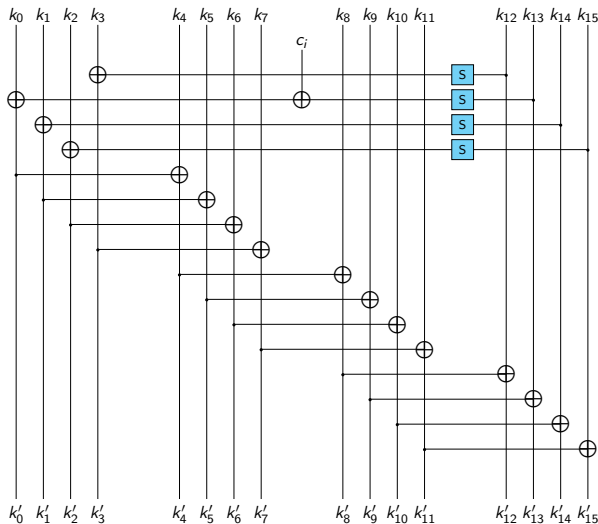 k₀ k₁ k₂ k₃ k₄ k₅ k₆ k₇ k₈ k₉ k₁₀ k₁₁ k₁₂ k₁₃ k₁₄ k₁₅
cᵢ
S
S
S
S
k′₀ k′₁ k′₂ k′₃ k′₄ k′₅ k′₆ k′₇ k′₈ k′₉ k′₁₀ k′₁₁ k′₁₂ k′₁₃ k′₁₄ k′₁₅